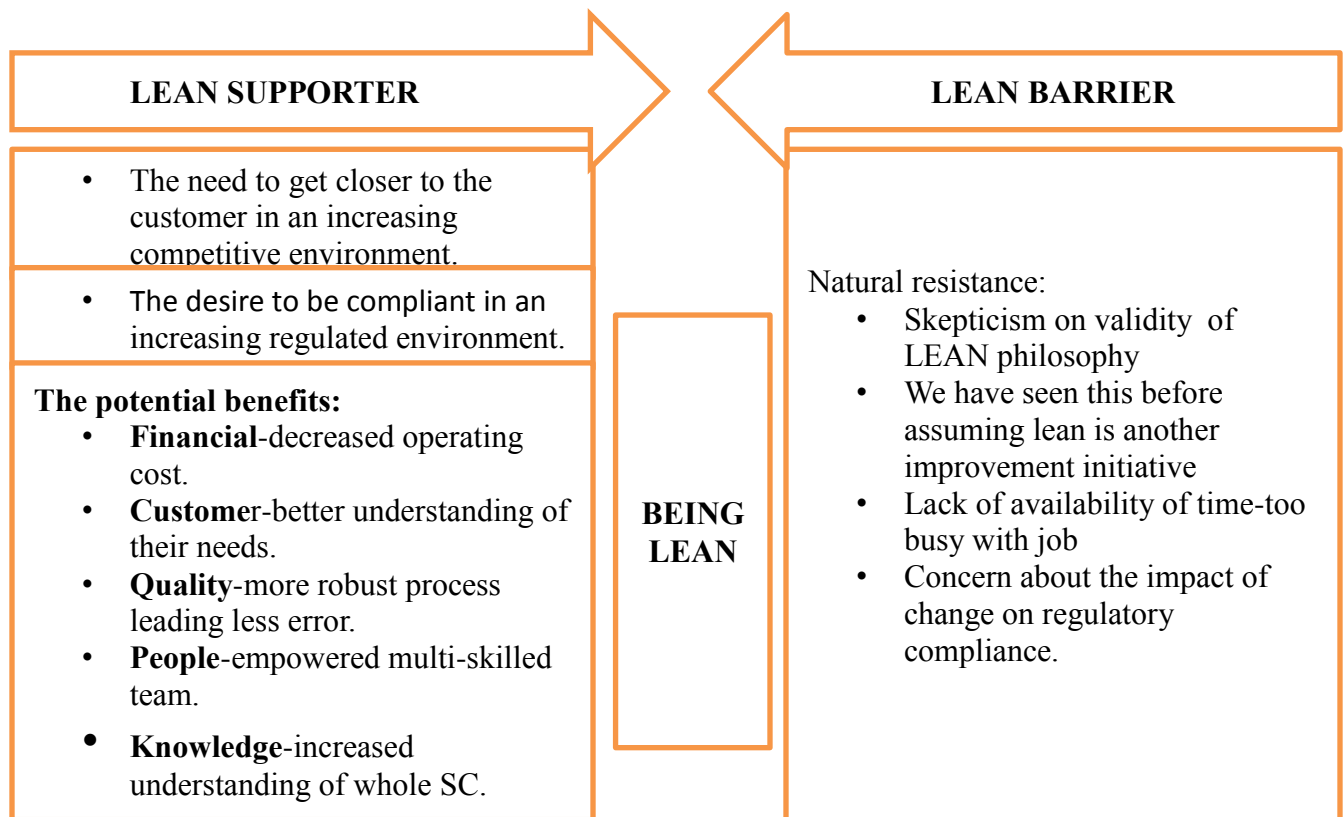 LEAN SUPPORTER
• The need to get closer to the
customer in an increasing
competitive environment.
• The desire to be compliant in an
increasing regulated environment.
The potential benefits:
• Financial-decreased operating
cost.
• Customer-better understanding of
their needs.
• Quality-more robust process
leading less error.
• People-empowered multi-skilled
team.
• Knowledge-increased
understanding of whole SC.
BEING
LEAN
LEAN BARRIER
Natural resistance:
• Skepticism on validity of
LEAN philosophy
• We have seen this before
assuming lean is another
improvement initiative
• Lack of availability of time-too
busy with job
• Concern about the impact of
change on regulatory
compliance.